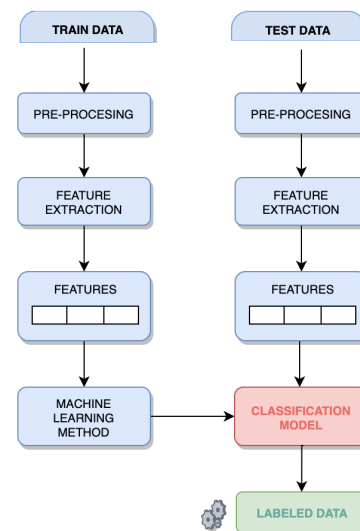 TRAIN DATA
TEST DATA
PRE-PROCESING
PRE-PROCESING
FEATURE
EXTRACTION
FEATURE
EXTRACTION
FEATURES
FEATURES
MACHINE
LEARNING
METHOD
CLASSIFICATION
MODEL
LABELED DATA